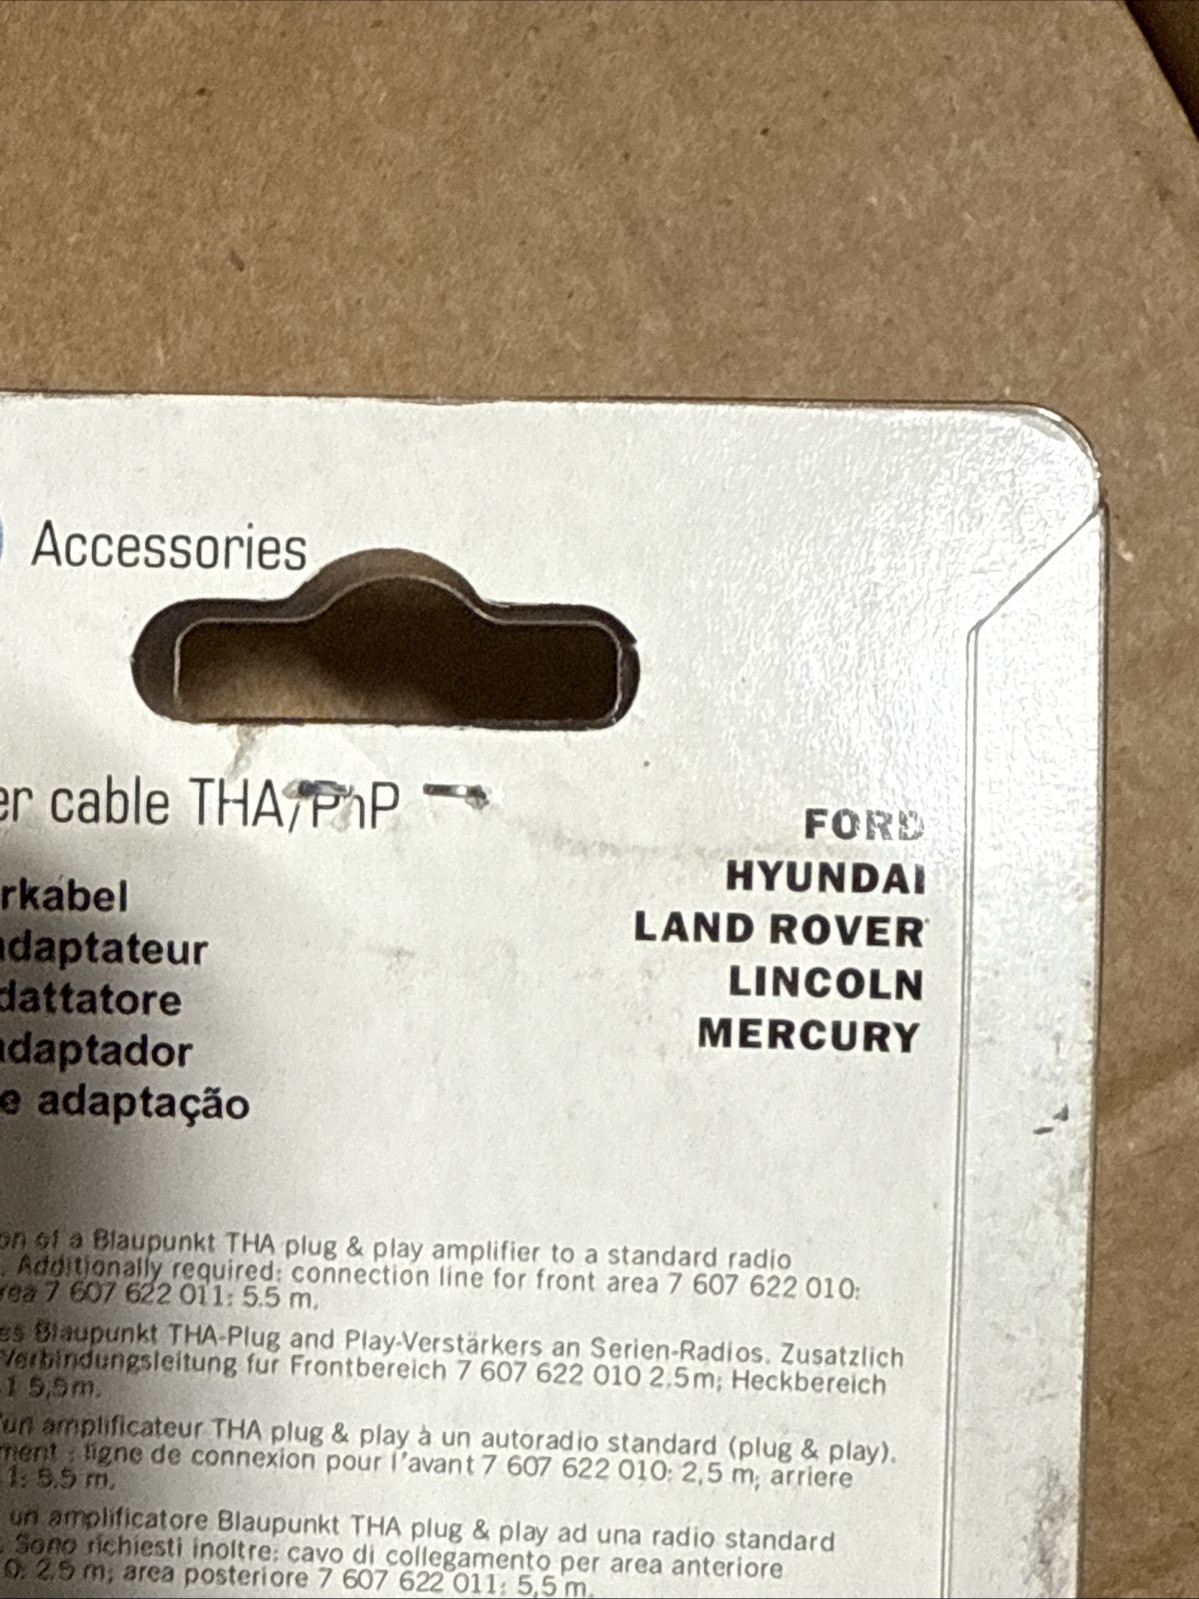 Accessories
er cable THA/PnP
FORD
HYUNDAI
LAND ROVER
LINCOLN
MERCURY
rkabel
adaptateur
dattatore
adaptador
e adaptação
on of a Blaupunkt THA plug & play amplifier to a standard radio
. Additionally required: connection line for front area 7 607 622 010:
rea 7 607 622 011: 5.5 m.
es Blaupunkt THA-Plug and Play-Verstärkers an Serien-Radios. Zusatzlich
Verbindungsleitung fur Frontbereich 7 607 622 010 2.5m; Heckbereich
1 5,5m.
'un amplificateur THA plug & play à un autoradio standard (plug & play).
ment : ligne de connexion pour l'avant 7 607 622 010: 2,5 m; arriere
1: 5.5 m.
un amplificatore Blaupunkt THA plug & play ad una radio standard
. Sono richiesti inoltre: cavo di collegamento per area anteriore
0: 2,5 m; area posteriore 7 607 622 011: 5,5 m.